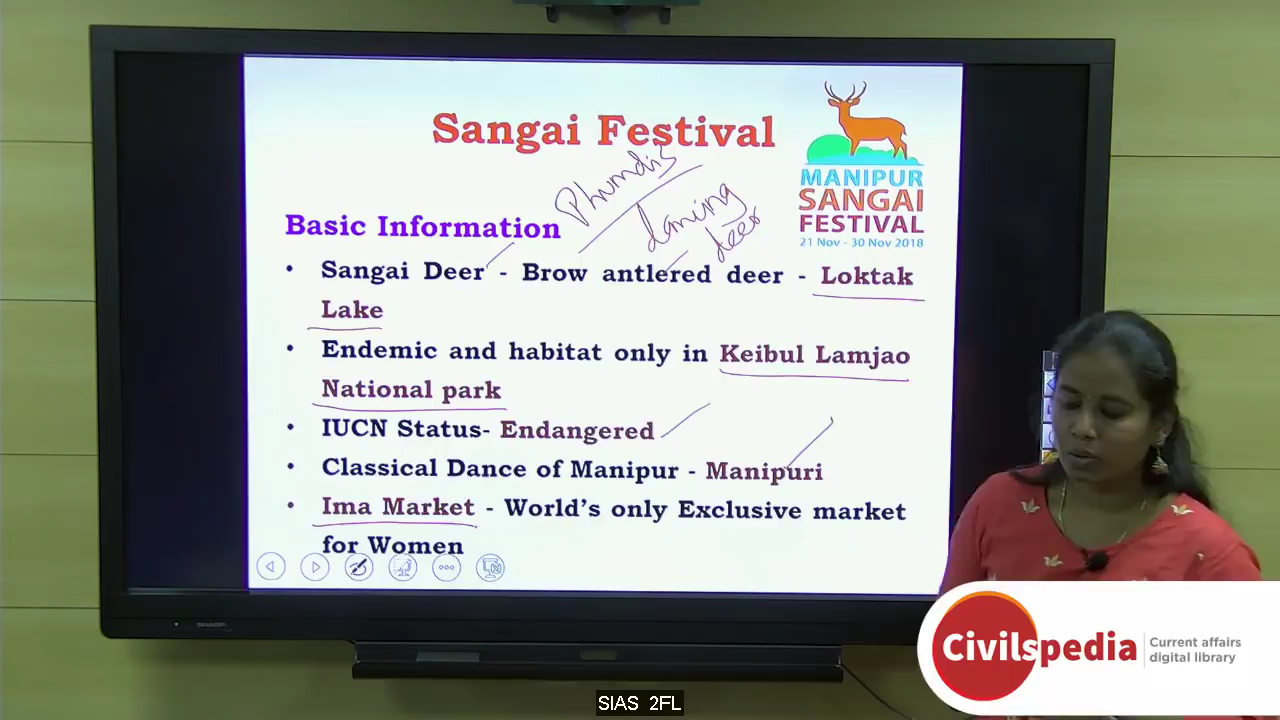 Sangai Festival
Phumdis
dancing
deer
MANIPUR
SANGAI
FESTIVAL
21 Nov - 30 Nov 2018
Basic Information
• Sangai Deer - Brow antlered deer - Loktak
Lake
• Endemic and habitat only in Keibul Lamjao
National park
• IUCN Status- Endangered
• Classical Dance of Manipur - Manipuri
• Ima Market - World's only Exclusive market
for Women
SHARP
Civilspedia
Current affairs
digital library
SIAS 2FL